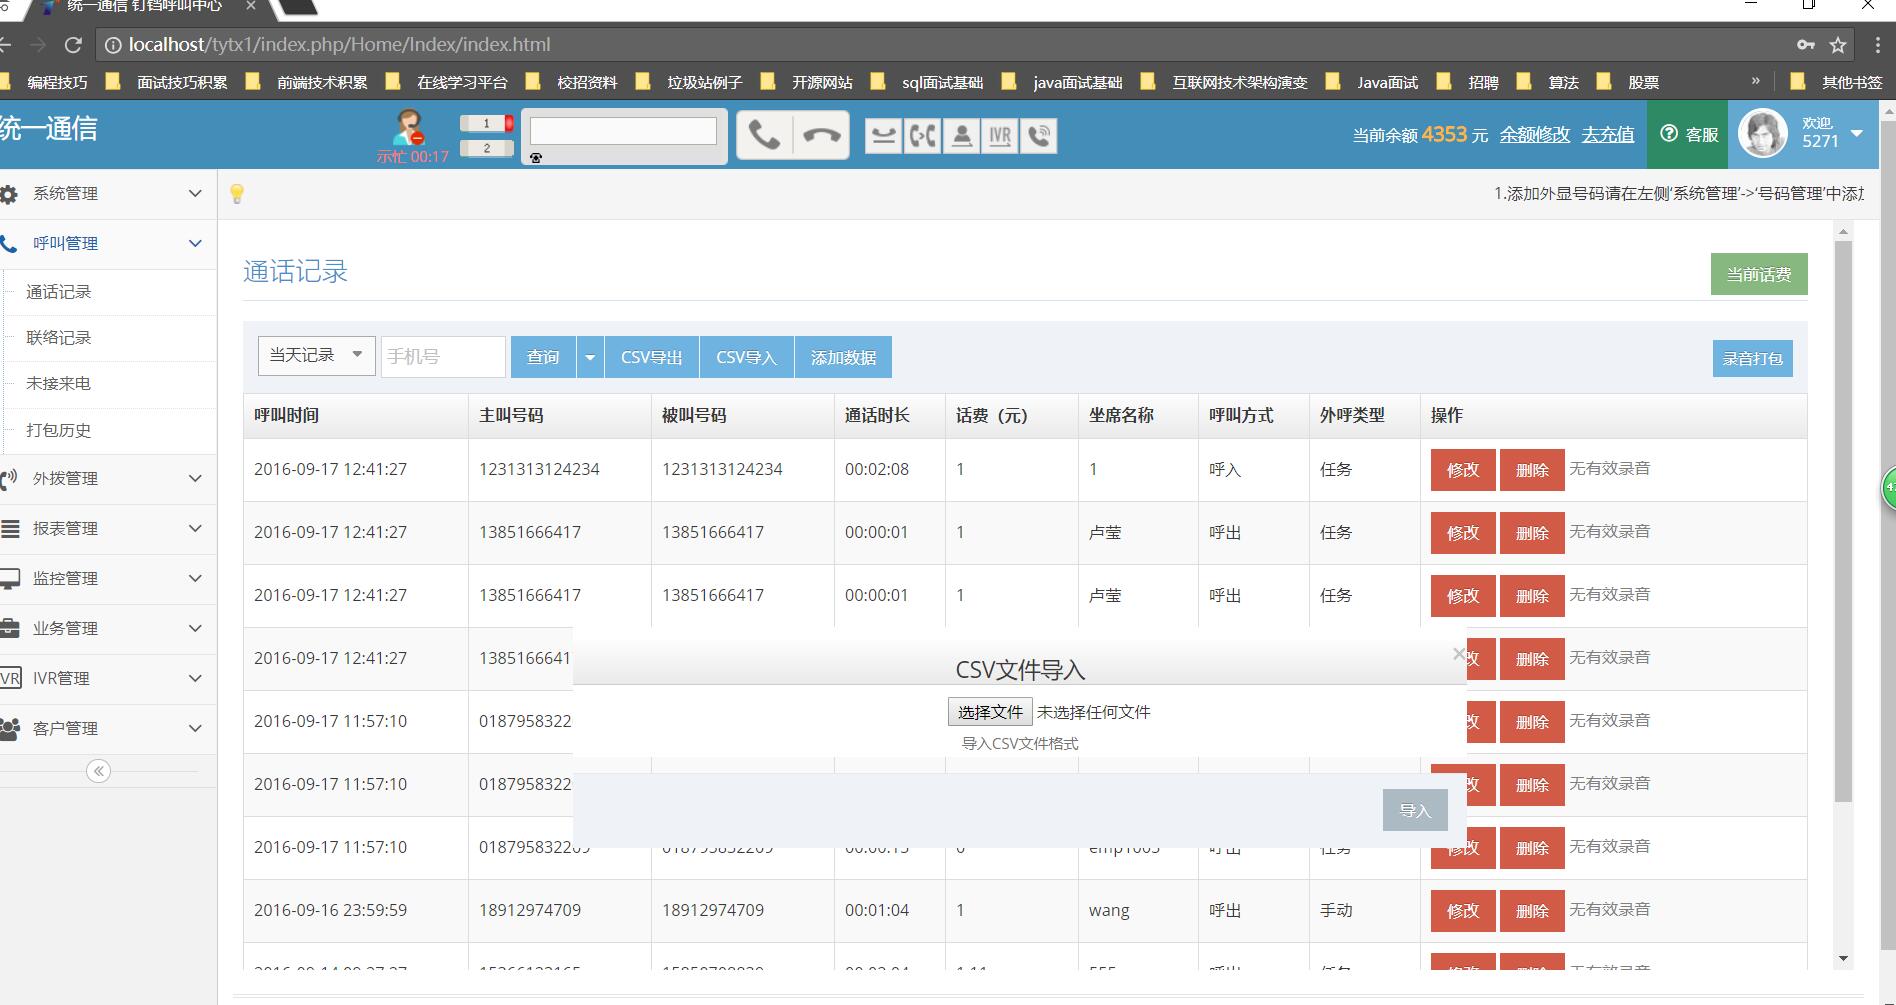 统一通信 钉铛呼叫中心
localhost/tytx1/index.php/Home/Index/index.html
编程技巧 面试技巧积累 前端技术积累 在线学习平台 校招资料 垃圾站例子 开源网站 sql面试基础 java面试基础 互联网技术架构演变 Java面试 招聘 算法 股票 » 其他书签
统一通信
示忙 00:17
1
2
IVR
当前余额 4353 元 余额修改 去充值
客服
欢迎,
5271
系统管理
呼叫管理
通话记录
联络记录
未接来电
打包历史
外拨管理
报表管理
监控管理
业务管理
IVR管理
客户管理
1.添加外显号码请在左侧‘系统管理’->‘号码管理’中添加
通话记录
当前话费
当天记录 手机号 查询 CSV导出 CSV导入 添加数据 录音打包
呼叫时间 主叫号码 被叫号码 通话时长 话费（元） 坐席名称 呼叫方式 外呼类型 操作
2016-09-17 12:41:27 1231313124234 1231313124234 00:02:08 1 1 呼入 任务 修改 删除 无有效录音
2016-09-17 12:41:27 13851666417 13851666417 00:00:01 1 卢莹 呼出 任务 修改 删除 无有效录音
2016-09-17 12:41:27 13851666417 13851666417 00:00:01 1 卢莹 呼出 任务 修改 删除 无有效录音
2016-09-17 12:41:27 1385166641 改 删除 无有效录音
CSV文件导入
选择文件 未选择任何文件
导入CSV文件格式
导入
2016-09-17 11:57:10 018795832 改 删除 无有效录音
2016-09-17 11:57:10 018795832 改 删除 无有效录音
2016-09-17 11:57:10 018795832209 018795832209 00:00:15 0 emp1005 呼出 任务 修改 删除 无有效录音
2016-09-16 23:59:59 18912974709 18912974709 00:01:04 1 wang 呼出 手动 修改 删除 无有效录音